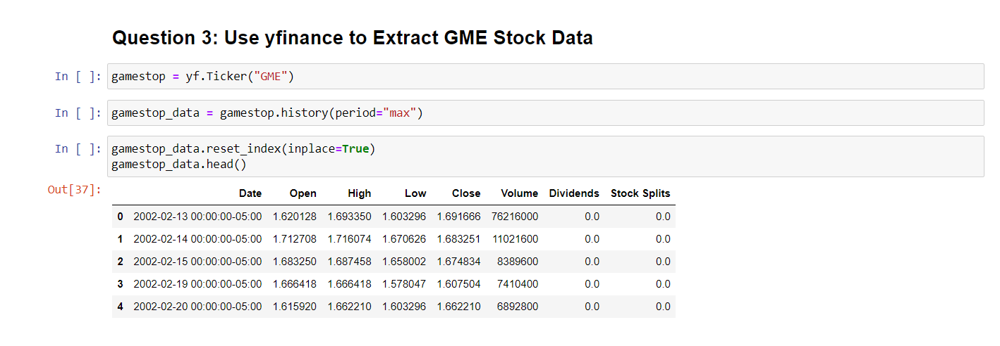 Question 3: Use yfinance to Extract GME Stock Data
In [ ]: gamestop = yf.Ticker("GME")
In [ ]: gamestop_data = gamestop.history(period="max")
In [ ]: gamestop_data.reset_index(inplace=True)
gamestop_data.head()
Out[37]:
Date Open High Low Close Volume Dividends Stock Splits
0 2002-02-13 00:00:00-05:00 1.620128 1.693350 1.603296 1.691666 76216000 0.0 0.0
1 2002-02-14 00:00:00-05:00 1.712708 1.716074 1.670626 1.683251 11021600 0.0 0.0
2 2002-02-15 00:00:00-05:00 1.683250 1.687458 1.658002 1.674834 8389600 0.0 0.0
3 2002-02-19 00:00:00-05:00 1.666418 1.666418 1.578047 1.607504 7410400 0.0 0.0
4 2002-02-20 00:00:00-05:00 1.615920 1.662210 1.603296 1.662210 6892800 0.0 0.0